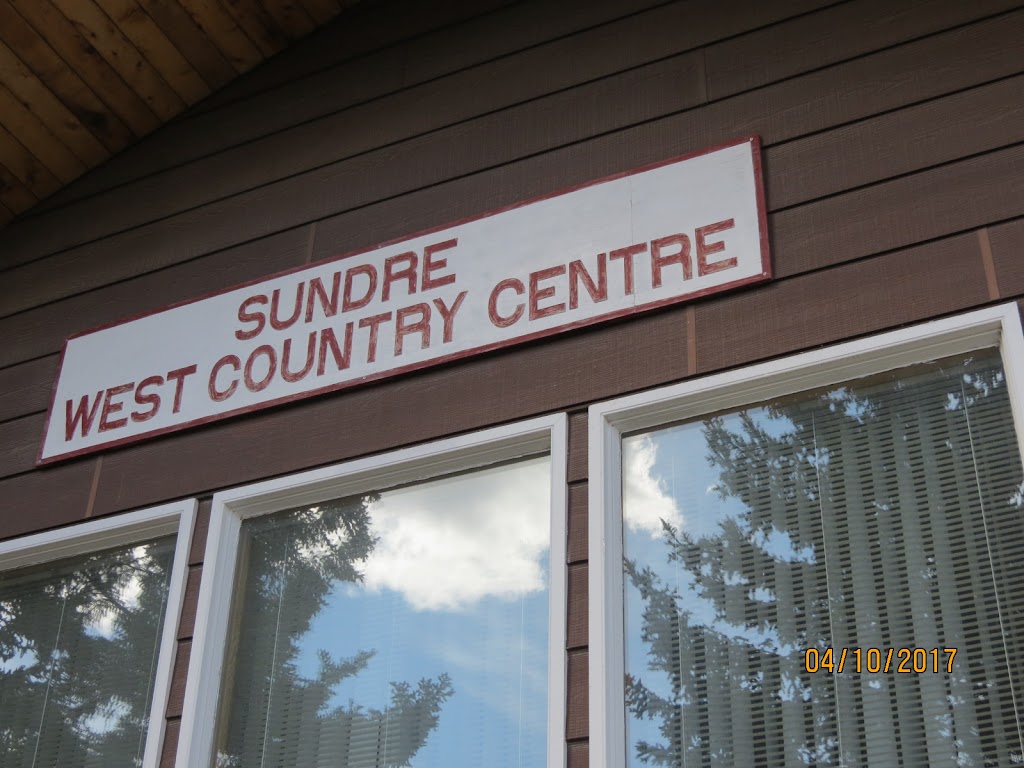 SUNDRE
WEST COUNTRY CENTRE
04/10/2017